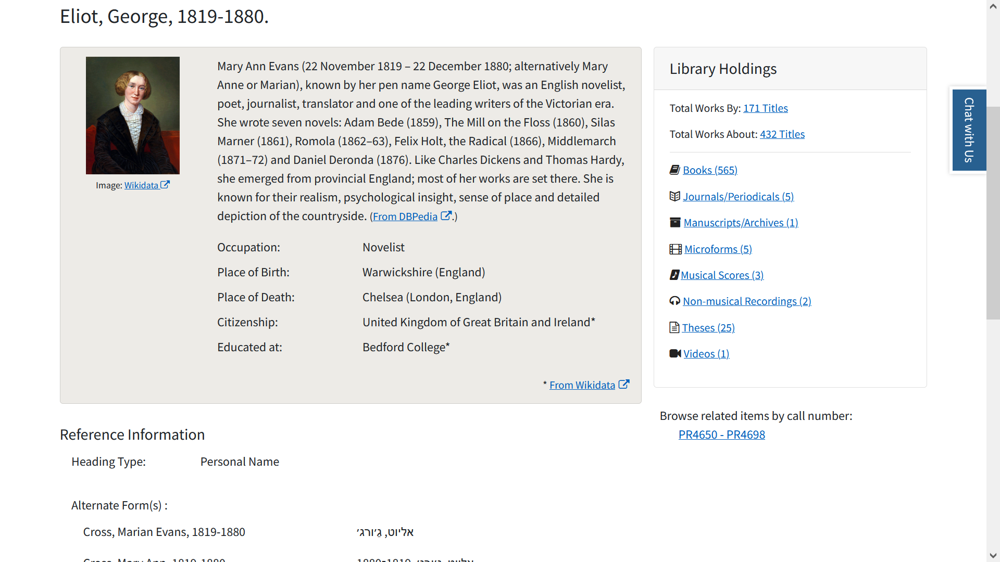 Eliot, George, 1819-1880.
Mary Ann Evans (22 November 1819 – 22 December 1880; alternatively Mary
Anne or Marian), known by her pen name George Eliot, was an English novelist,
poet, journalist, translator and one of the leading writers of the Victorian era.
She wrote seven novels: Adam Bede (1859), The Mill on the Floss (1860), Silas
Marner (1861), Romola (1862–63), Felix Holt, the Radical (1866), Middlemarch
(1871–72) and Daniel Deronda (1876). Like Charles Dickens and Thomas Hardy,
she emerged from provincial England; most of her works are set there. She is
known for their realism, psychological insight, sense of place and detailed
depiction of the countryside. (From DBPedia .)
Image: Wikidata
Occupation: Novelist
Place of Birth: Warwickshire (England)
Place of Death: Chelsea (London, England)
Citizenship: United Kingdom of Great Britain and Ireland*
Educated at: Bedford College*
* From Wikidata
Library Holdings
Total Works By: 171 Titles
Total Works About: 432 Titles
Books (565)
Journals/Periodicals (5)
Manuscripts/Archives (1)
Microforms (5)
Musical Scores (3)
Non-musical Recordings (2)
Theses (25)
Videos (1)
Browse related items by call number:
PR4650 - PR4698
Chat with Us
Reference Information
Heading Type: Personal Name
Alternate Form(s) :
Cross, Marian Evans, 1819-1880
אליוט, גַ׳ורג׳
Cross, Mary Ann, 1819-1880